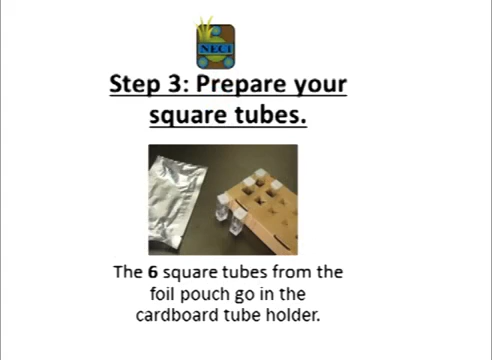 NECi
Step 3: Prepare your
square tubes.
The 6 square tubes from the
foil pouch go in the
cardboard tube holder.